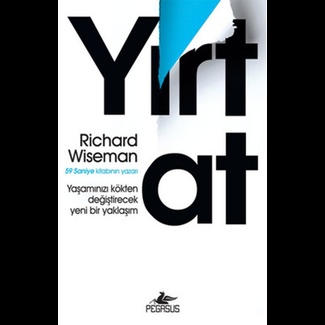 Yırt
at
Richard
Wiseman
59 Saniye kitabının yazarı
Yaşamınızı kökten
değiştirecek
yeni bir yaklaşım
PEGASUS